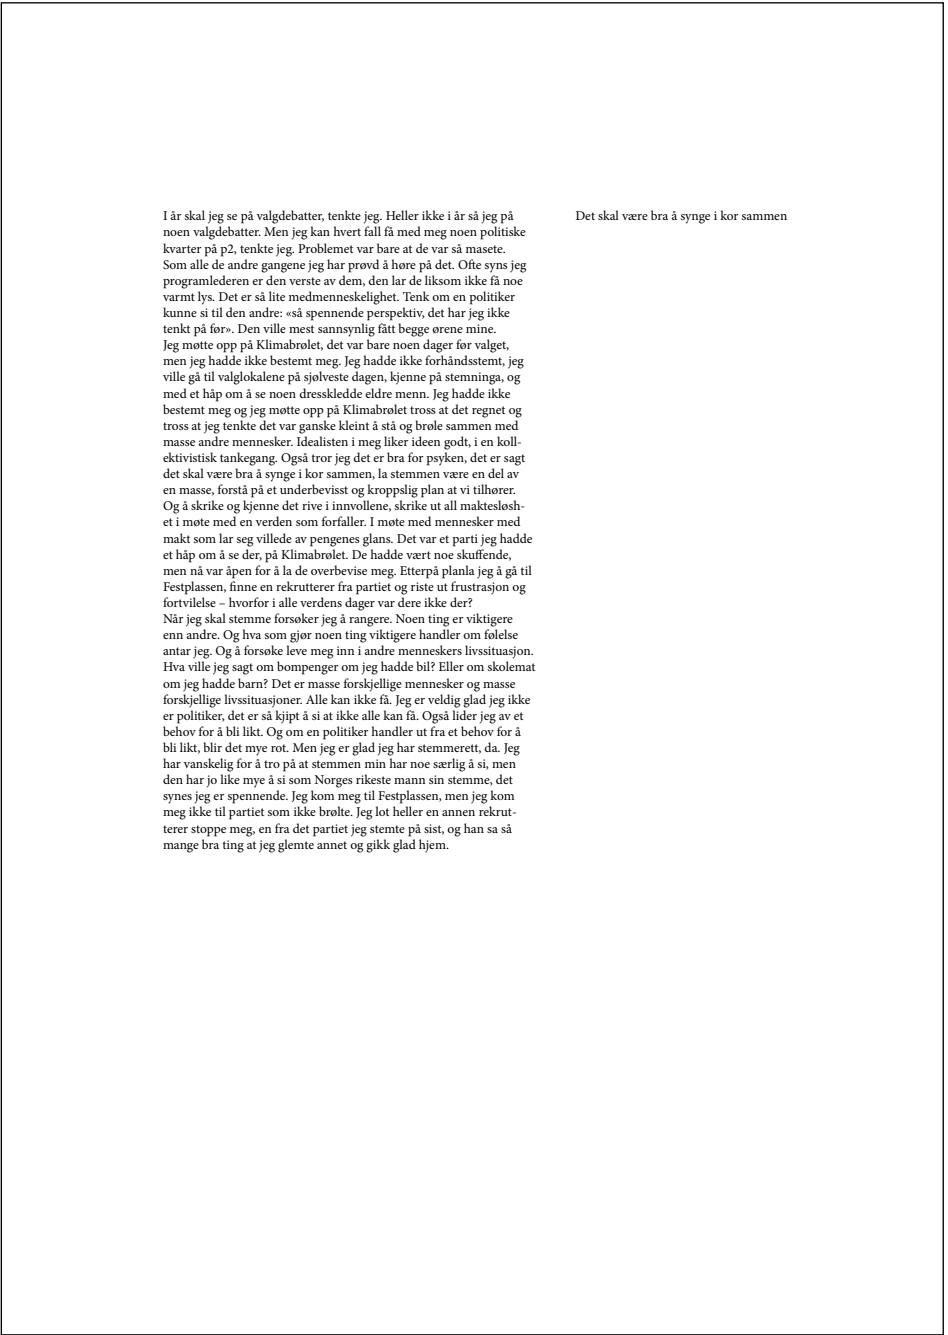 I år skal jeg se på valgdebatter, tenkte jeg. Heller ikke i år så jeg på
noen valgdebatter. Men jeg kan hvert fall få med meg noen politiske
kvarter på p2, tenkte jeg. Problemet var bare at de var så masete.
Som alle de andre gangene jeg har prøvd å høre på det. Ofte syns jeg
programlederen er den verste av dem, den lar de liksom ikke få noe
varmt lys. Det er så lite medmenneskelighet. Tenk om en politiker
kunne si til den andre: «så spennende perspektiv, det har jeg ikke
tenkt på før». Den ville mest sannsynlig fått begge ørene mine.
Jeg møtte opp på Klimabrølet, det var bare noen dager før valget,
men jeg hadde ikke bestemt meg. Jeg hadde ikke forhåndsstemt, jeg
ville gå til valglokalene på sjølveste dagen, kjenne på stemninga, og
med et håp om å se noen dresskledde eldre menn. Jeg hadde ikke
bestemt meg og jeg møtte opp på Klimabrølet tross at det regnet og
tross at jeg tenkte det var ganske kleint å stå og brøle sammen med
masse andre mennesker. Idealisten i meg liker ideen godt, i en koll-
ektivistisk tankegang. Også tror jeg det er bra for psyken, det er sagt
det skal være bra å synge i kor sammen, la stemmen være en del av
en masse, forstå på et underbevisst og kroppslig plan at vi tilhører.
Og å skrike og kjenne det rive i innvollene, skrike ut all maktesløsh-
et i møte med en verden som forfaller. I møte med mennesker med
makt som lar seg villede av pengenes glans. Det var et parti jeg hadde
et håp om å se der, på Klimabrølet. De hadde vært noe skuffende,
men nå var åpen for å la de overbevise meg. Etterpå planla jeg å gå til
Festplassen, finne en rekrutterer fra partiet og riste ut frustrasjon og
fortvilelse – hvorfor i alle verdens dager var dere ikke der?
Når jeg skal stemme forsøker jeg å rangere. Noen ting er viktigere
enn andre. Og hva som gjør noen ting viktigere handler om følelse
antar jeg. Og å forsøke leve meg inn i andre menneskers livssituasjon.
Hva ville jeg sagt om bompenger om jeg hadde bil? Eller om skolemat
om jeg hadde barn? Det er masse forskjellige mennesker og masse
forskjellige livssituasjoner. Alle kan ikke få. Jeg er veldig glad jeg ikke
er politiker, det er så kjipt å si at ikke alle kan få. Også lider jeg av et
behov for å bli likt. Og om en politiker handler ut fra et behov for å
bli likt, blir det mye rot. Men jeg er glad jeg har stemmerett, da. Jeg
har vanskelig for å tro på at stemmen min har noe særlig å si, men
den har jo like mye å si som Norges rikeste mann sin stemme, det
synes jeg er spennende. Jeg kom meg til Festplassen, men jeg kom
meg ikke til partiet som ikke brølte. Jeg lot heller en annen rekrut-
terer stoppe meg, en fra det partiet jeg stemte på sist, og han sa så
mange bra ting at jeg glemte annet og gikk glad hjem.
Det skal være bra å synge i kor sammen